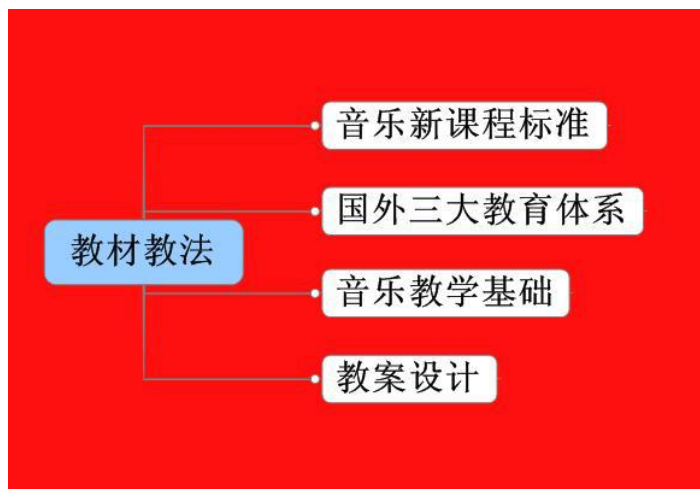 音乐新课程标准
国外三大教育体系
教材教法
音乐教学基础
教案设计